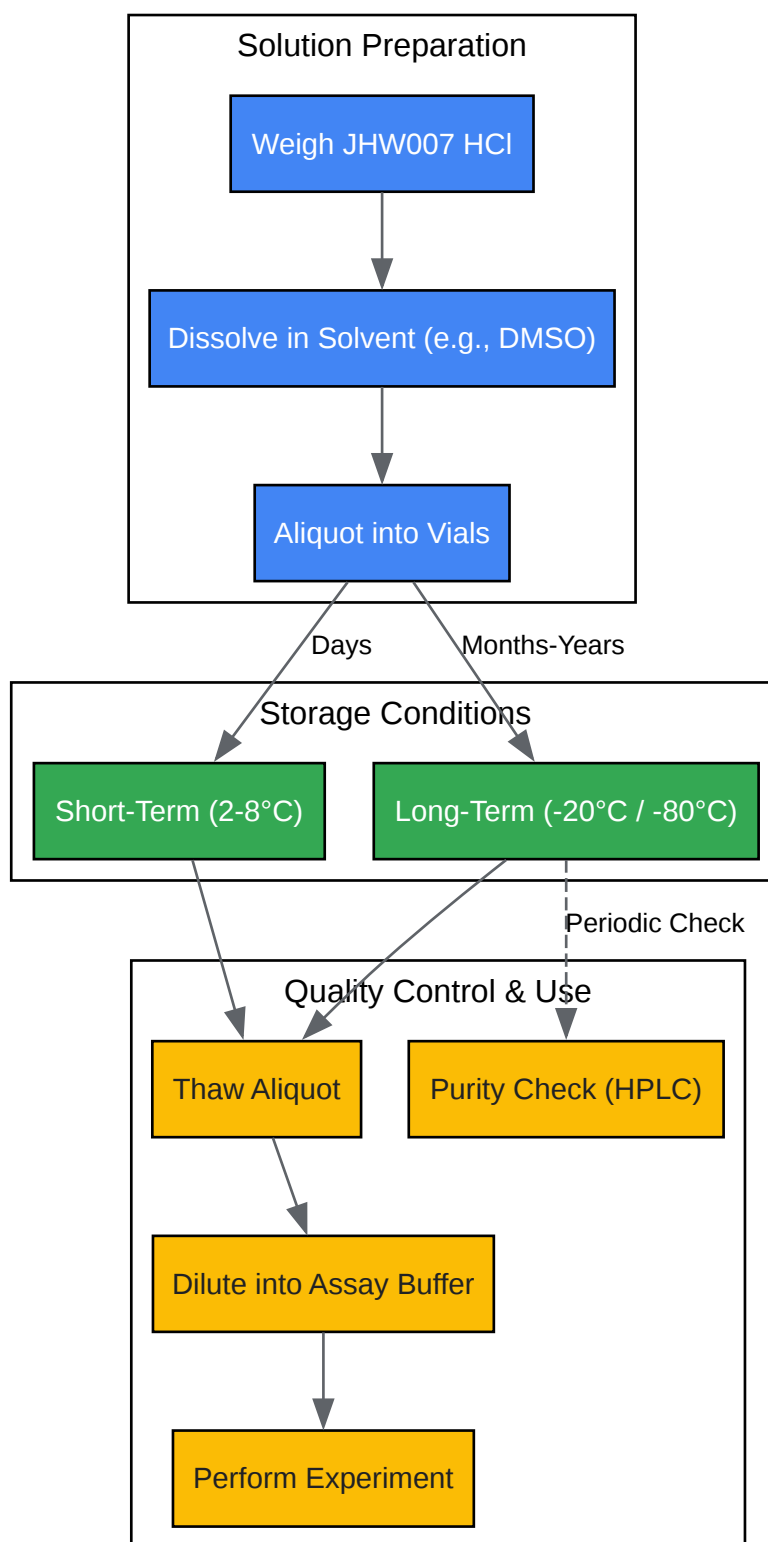 Solution Preparation
Weigh JHW007 HCl
Dissolve in Solvent (e.g., DMSO)
Aliquot into Vials
Days
Months-Years
Storage Conditions
Short-Term (2-8°C)
Long-Term (-20°C / -80°C)
Periodic Check
Quality Control & Use
Thaw Aliquot
Purity Check (HPLC)
Dilute into Assay Buffer
Perform Experiment